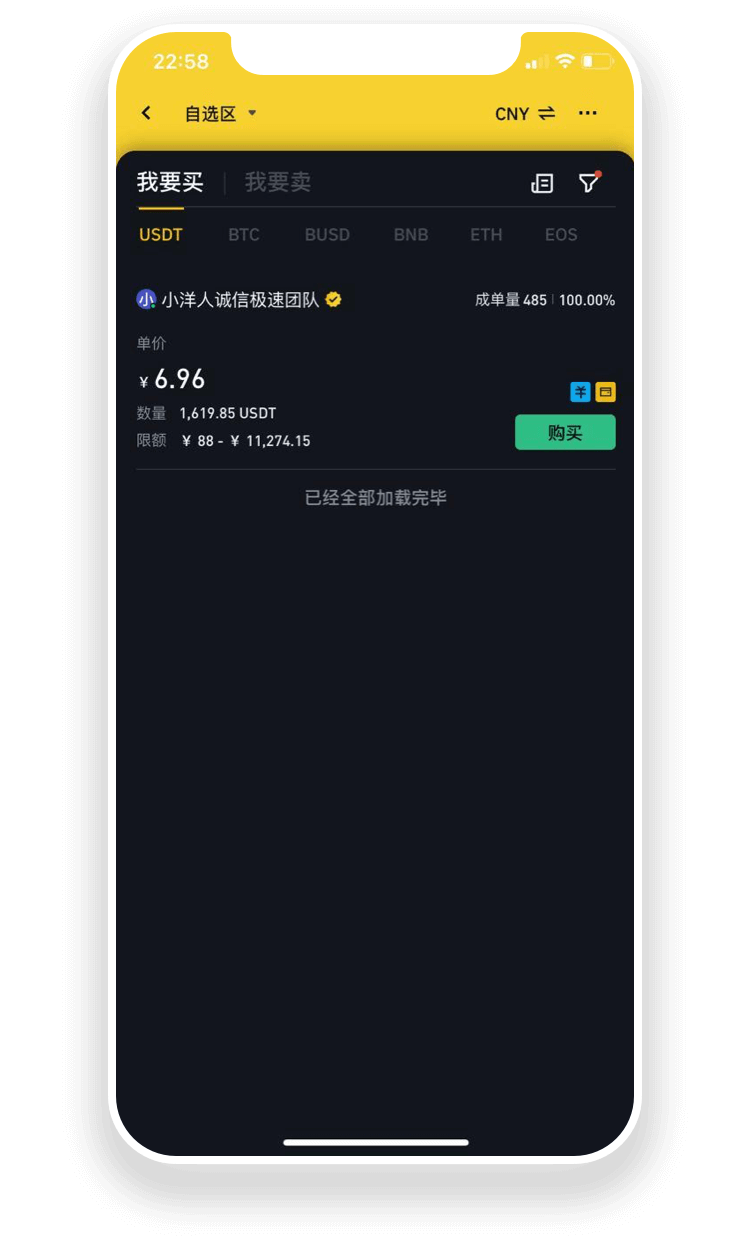 22:58
自选区 CNY ...
我要买 | 我要卖
USDT BTC BUSD BNB ETH EOS
小 小洋人诚信极速团队 成单量 485 | 100.00%
单价
¥ 6.96
数量 1,619.85 USDT
限额 ¥ 88 - ¥ 11,274.15
购买
已经全部加载完毕